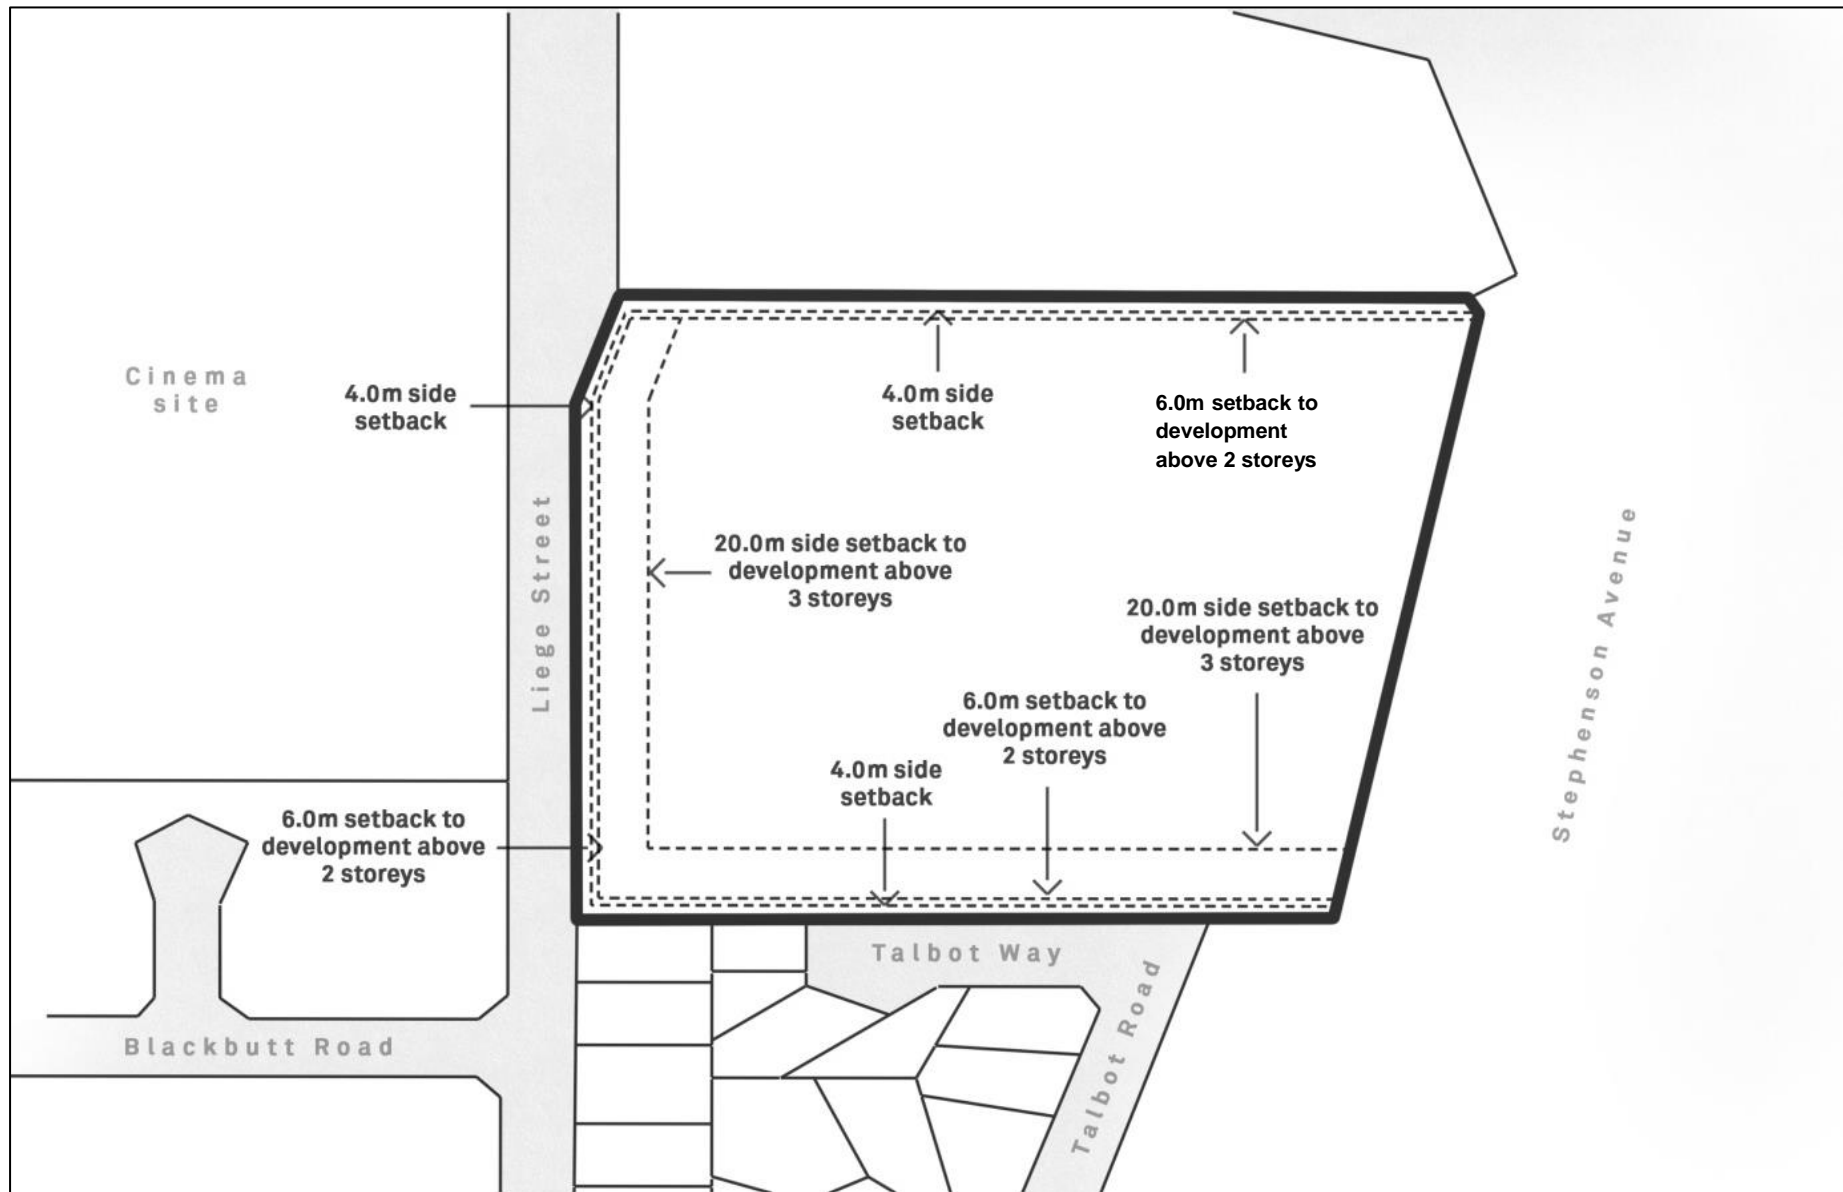 Cinema
site
4.0m side
setback
4.0m side
setback
6.0m setback to
development
above 2 storeys
Liege Street
20.0m side setback to
development above
3 storeys
20.0m side setback to
development above
3 storeys
Stephenson Avenue
6.0m setback to
development above
2 storeys
4.0m side
setback
6.0m setback to
development above
2 storeys
Talbot Way
Talbot Road
Blackbutt Road